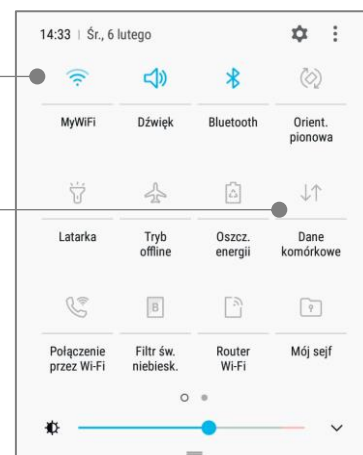 14:33 | Śr., 6 lutego
MyWiFi Dźwięk Bluetooth Orient.
pionowa
Latarka Tryb
offline Oszcz.
energii Dane
komórkowe
Połączenie
przez Wi-Fi Filtr św.
niebiesk. Router
Wi-Fi Mój sejf